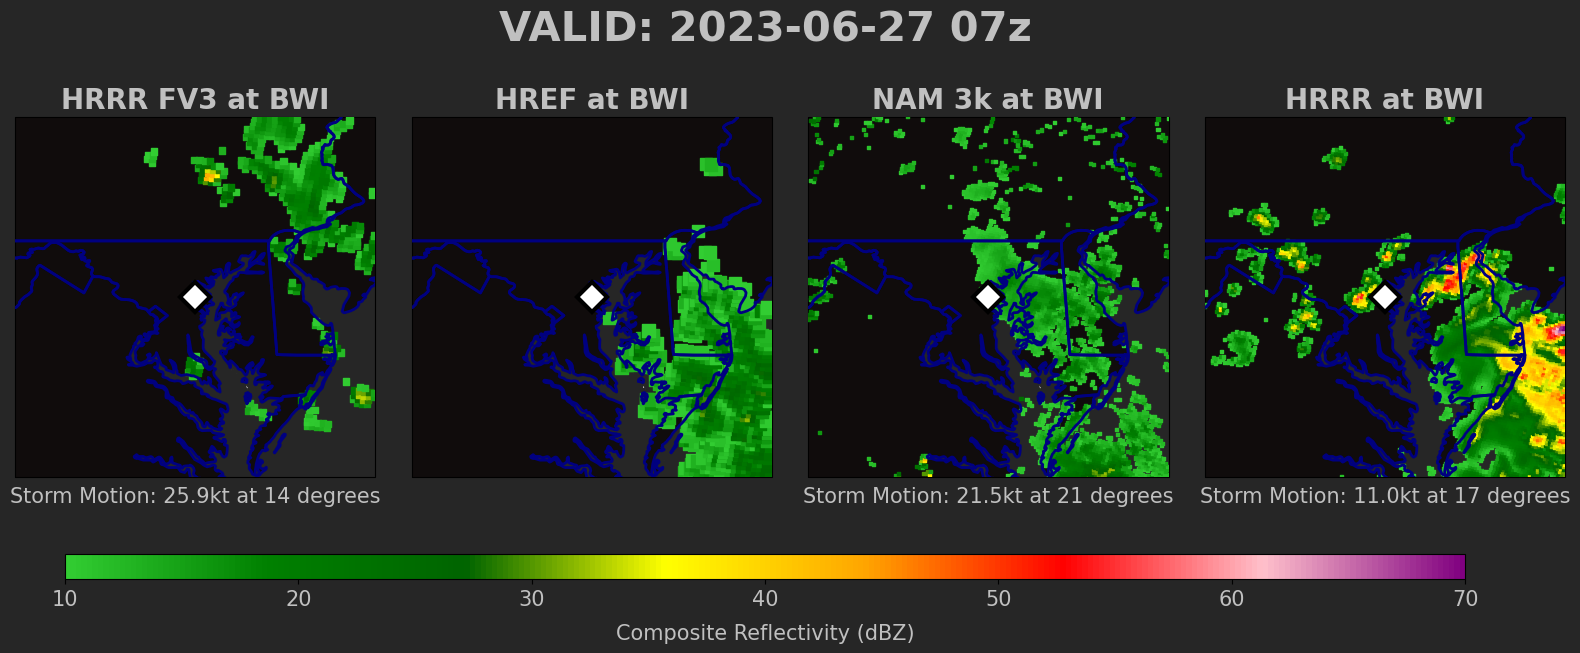 VALID: 2023-06-27 07z
HRRR FV3 at BWI
HREF at BWI
NAM 3k at BWI
HRRR at BWI
Storm Motion: 25.9kt at 14 degrees
Storm Motion: 21.5kt at 21 degrees
Storm Motion: 11.0kt at 17 degrees
10 20 30 40 50 60 70
Composite Reflectivity (dBZ)